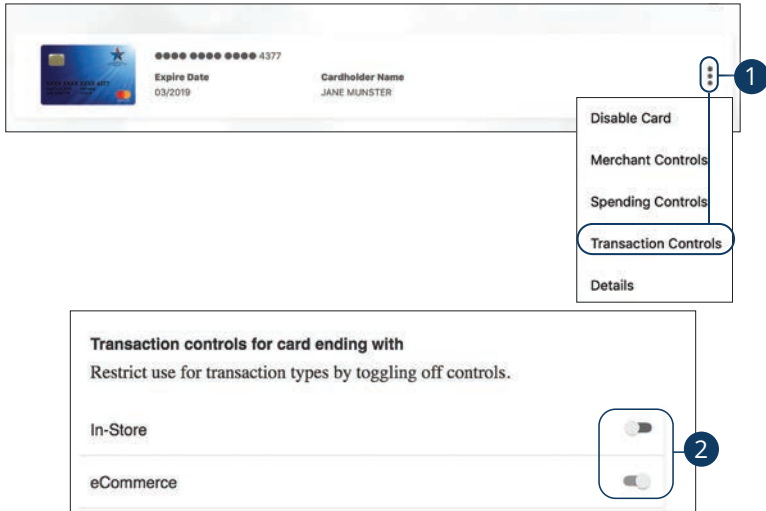 ●●●● ●●●● ●●●● 4377
Expire Date
Cardholder Name
03/2019
JANE MUNSTER
1
Disable Card
Merchant Controls
Spending Controls
Transaction Controls
Details
Transaction controls for card ending with
Restrict use for transaction types by toggling off controls.
In-Store
2
eCommerce